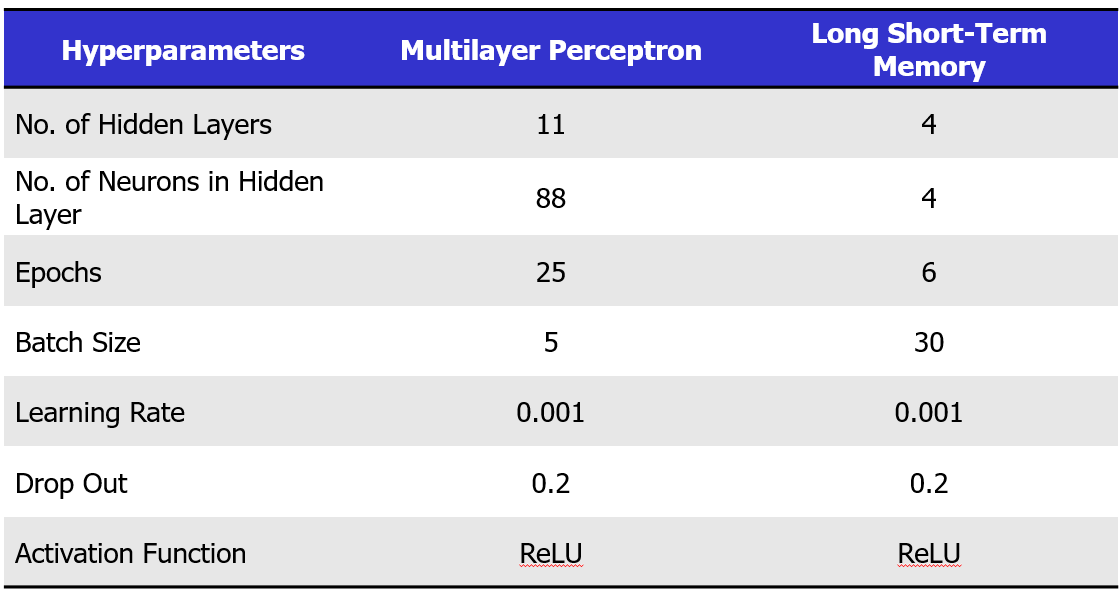 Hyperparameters Multilayer Perceptron Long Short-Term
Memory
No. of Hidden Layers 11 4
No. of Neurons in Hidden
Layer 88 4
Epochs 25 6
Batch Size 5 30
Learning Rate 0.001 0.001
Drop Out 0.2 0.2
Activation Function ReLU ReLU